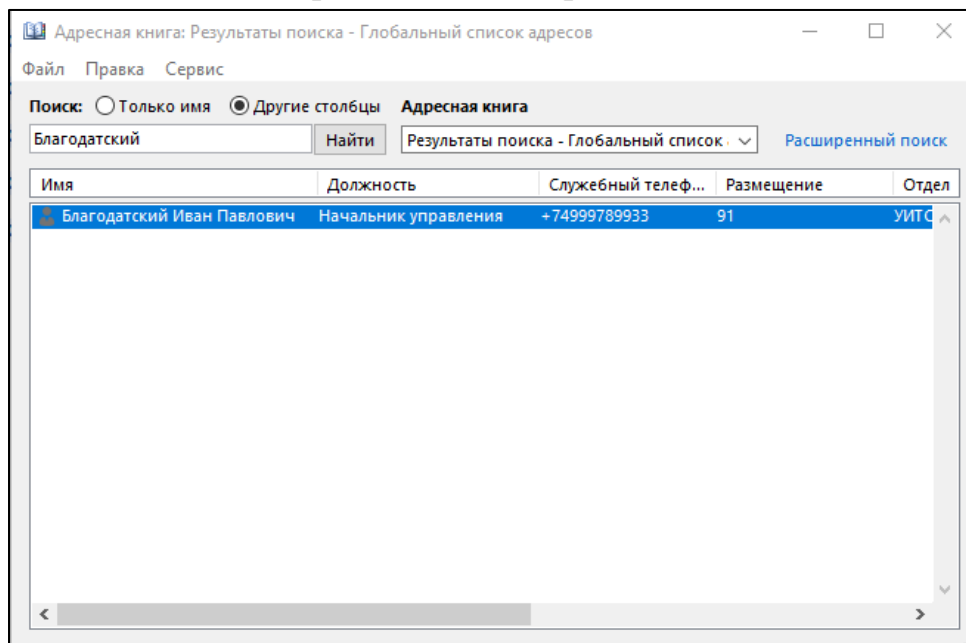 Адресная книга: Результаты поиска - Глобальный список адресов
Файл Правка Сервис
Поиск: Только имя Другие столбцы Адресная книга
Благодатский Найти Результаты поиска - Глобальный список Расширенный поиск
Имя Должность Служебный телеф... Размещение Отдел
Благодатский Иван Павлович Начальник управления +74999789933 91 УИТС